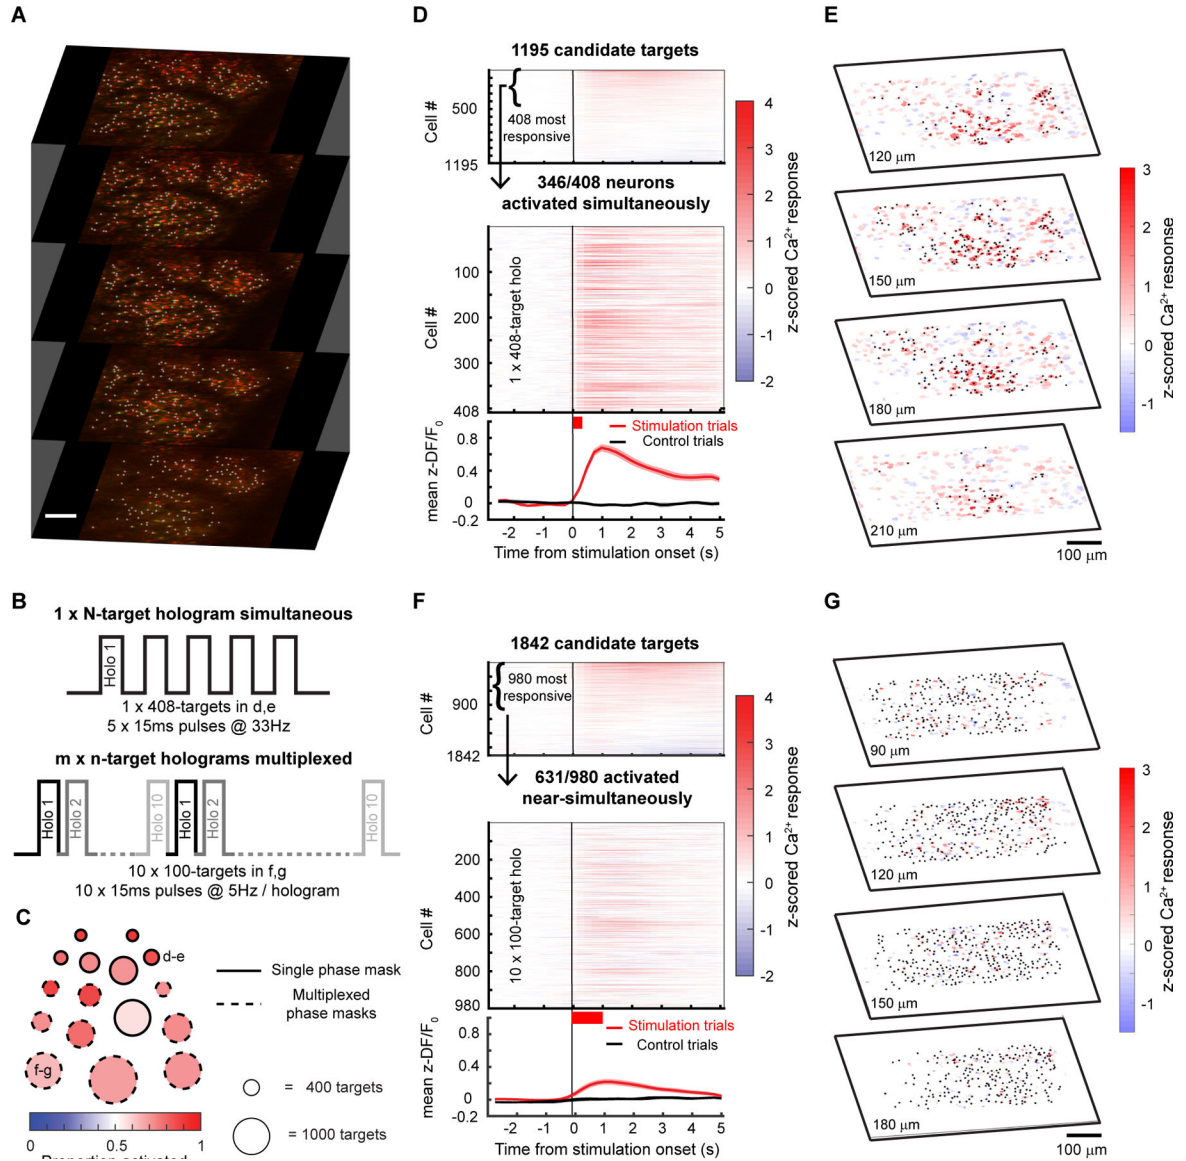 A
D
1195 candidate targets
Cell #
500
1195
408 most
responsive
346/408 neurons
activated simultaneously
Cell #
100
200
300
408
1 x 408-target holo
4
3
2
1
0
-1
-2
z-scored Ca²⁺ response
mean z-DF/F₀
0.8
0.4
0
-0.2
Stimulation trials
Control trials
-2 -1 0 1 2 3 4 5
Time from stimulation onset (s)
E
120 µm
150 µm
180 µm
210 µm
100 µm
3
2
1
0
-1
z-scored Ca²⁺ response
B
1 x N-target hologram simultaneous
Holo 1
1 x 408-targets in d,e
5 x 15ms pulses @ 33Hz
m x n-target holograms multiplexed
Holo 1
Holo 2
Holo 10
Holo 1
Holo 2
Holo 10
10 x 100-targets in f,g
10 x 15ms pulses @ 5Hz / hologram
C
d-e
f-g
Single phase mask
Multiplexed
phase masks
= 400 targets
= 1000 targets
0 0.5 1
Proportion activated
F
1842 candidate targets
Cell #
900
1842
980 most
responsive
631/980 activated
near-simultaneously
Cell #
200
400
600
800
980
10 x 100-target holo
4
3
2
1
0
-1
-2
z-scored Ca²⁺ response
mean z-DF/F₀
0.8
0.4
0
-0.2
Stimulation trials
Control trials
-2 -1 0 1 2 3 4 5
Time from stimulation onset (s)
G
90 µm
120 µm
150 µm
180 µm
100 µm
3
2
1
0
-1
z-scored Ca²⁺ response